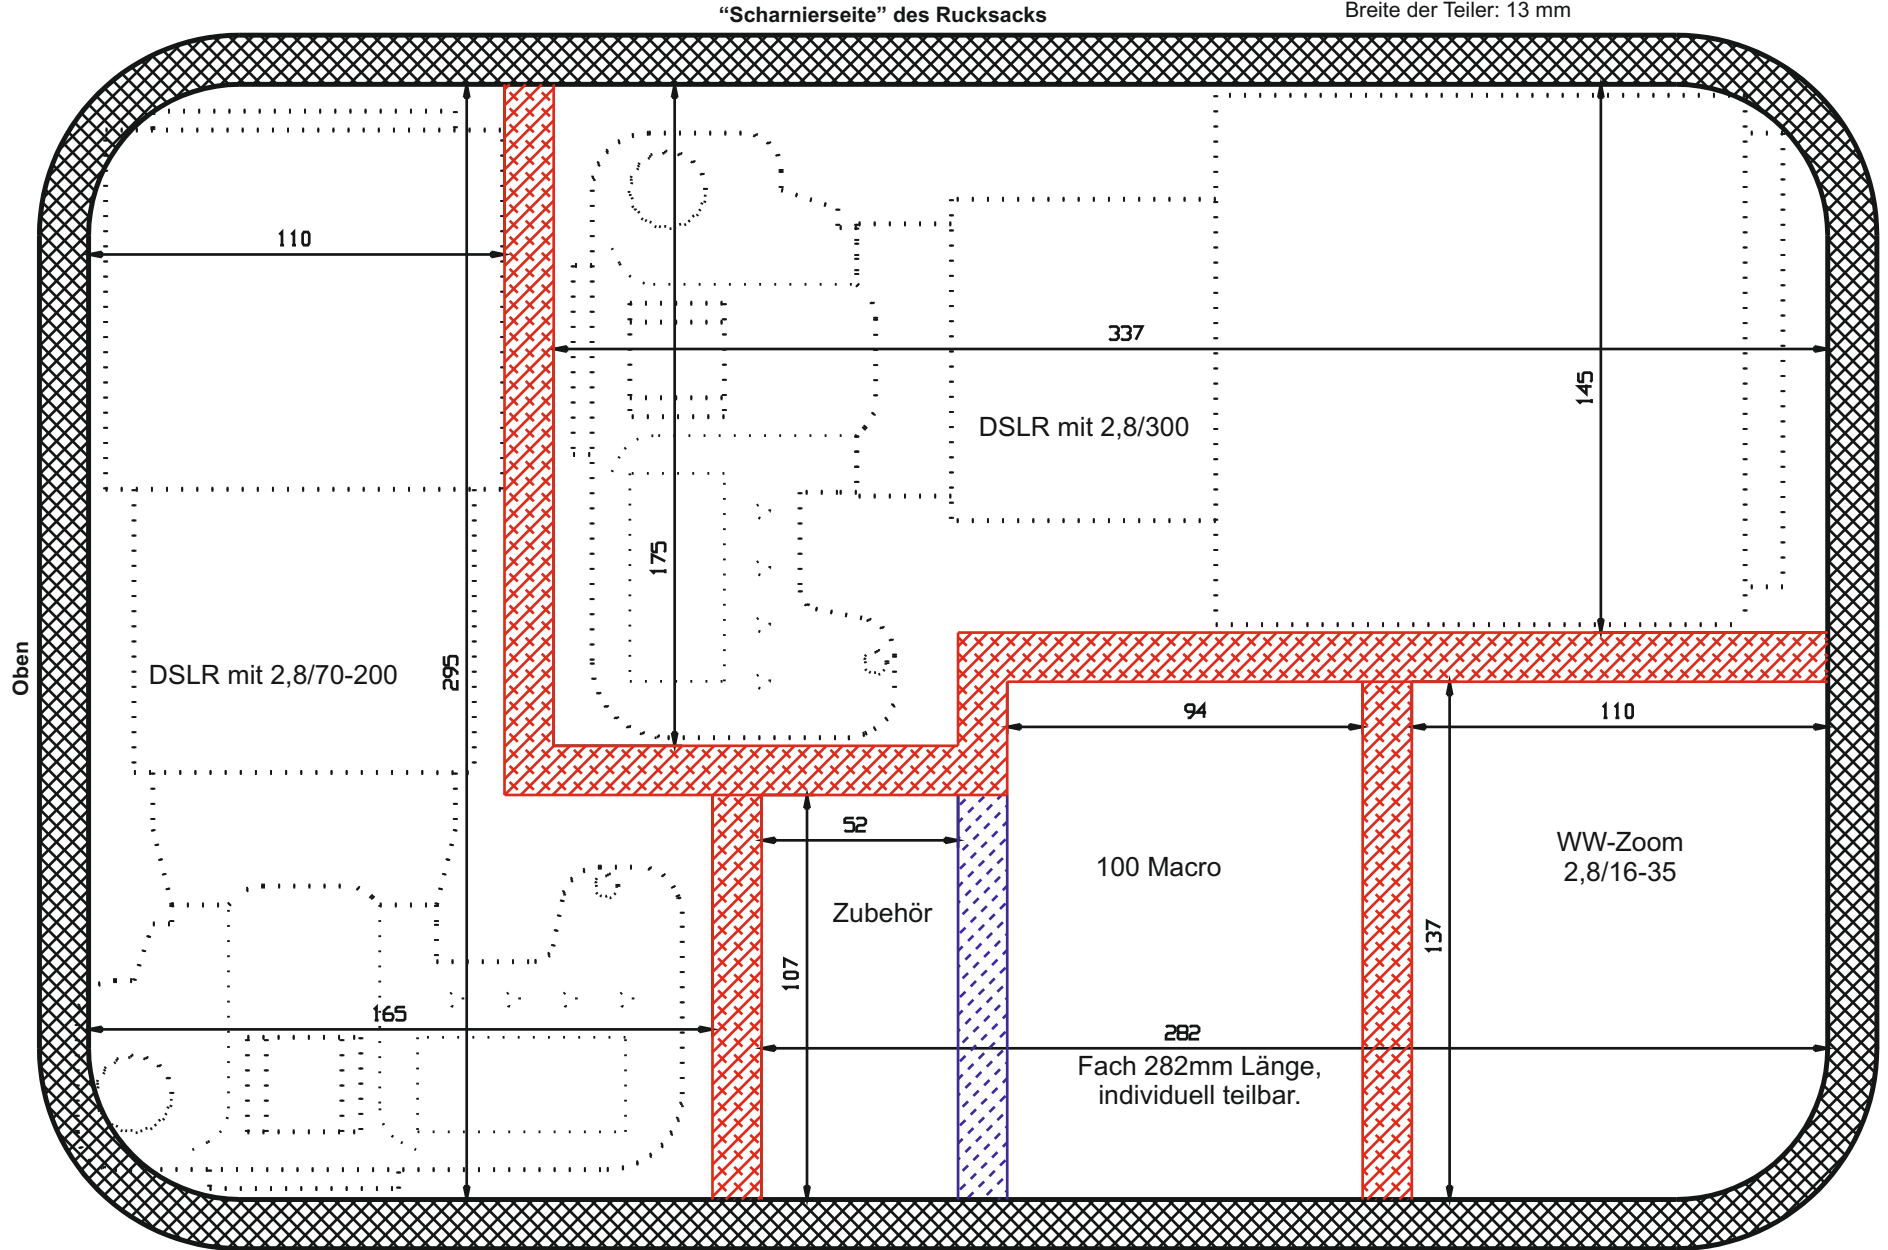 “Scharnierseite” des Rucksacks
Breite der Teiler: 13 mm
110
337
145
DSLR mit 2,8/300
175
Oben
DSLR mit 2,8/70-200
295
94
110
52
WW-Zoom
2,8/16-35
100 Macro
Zubehör
137
107
165
282
Fach 282mm Länge,
individuell teilbar.